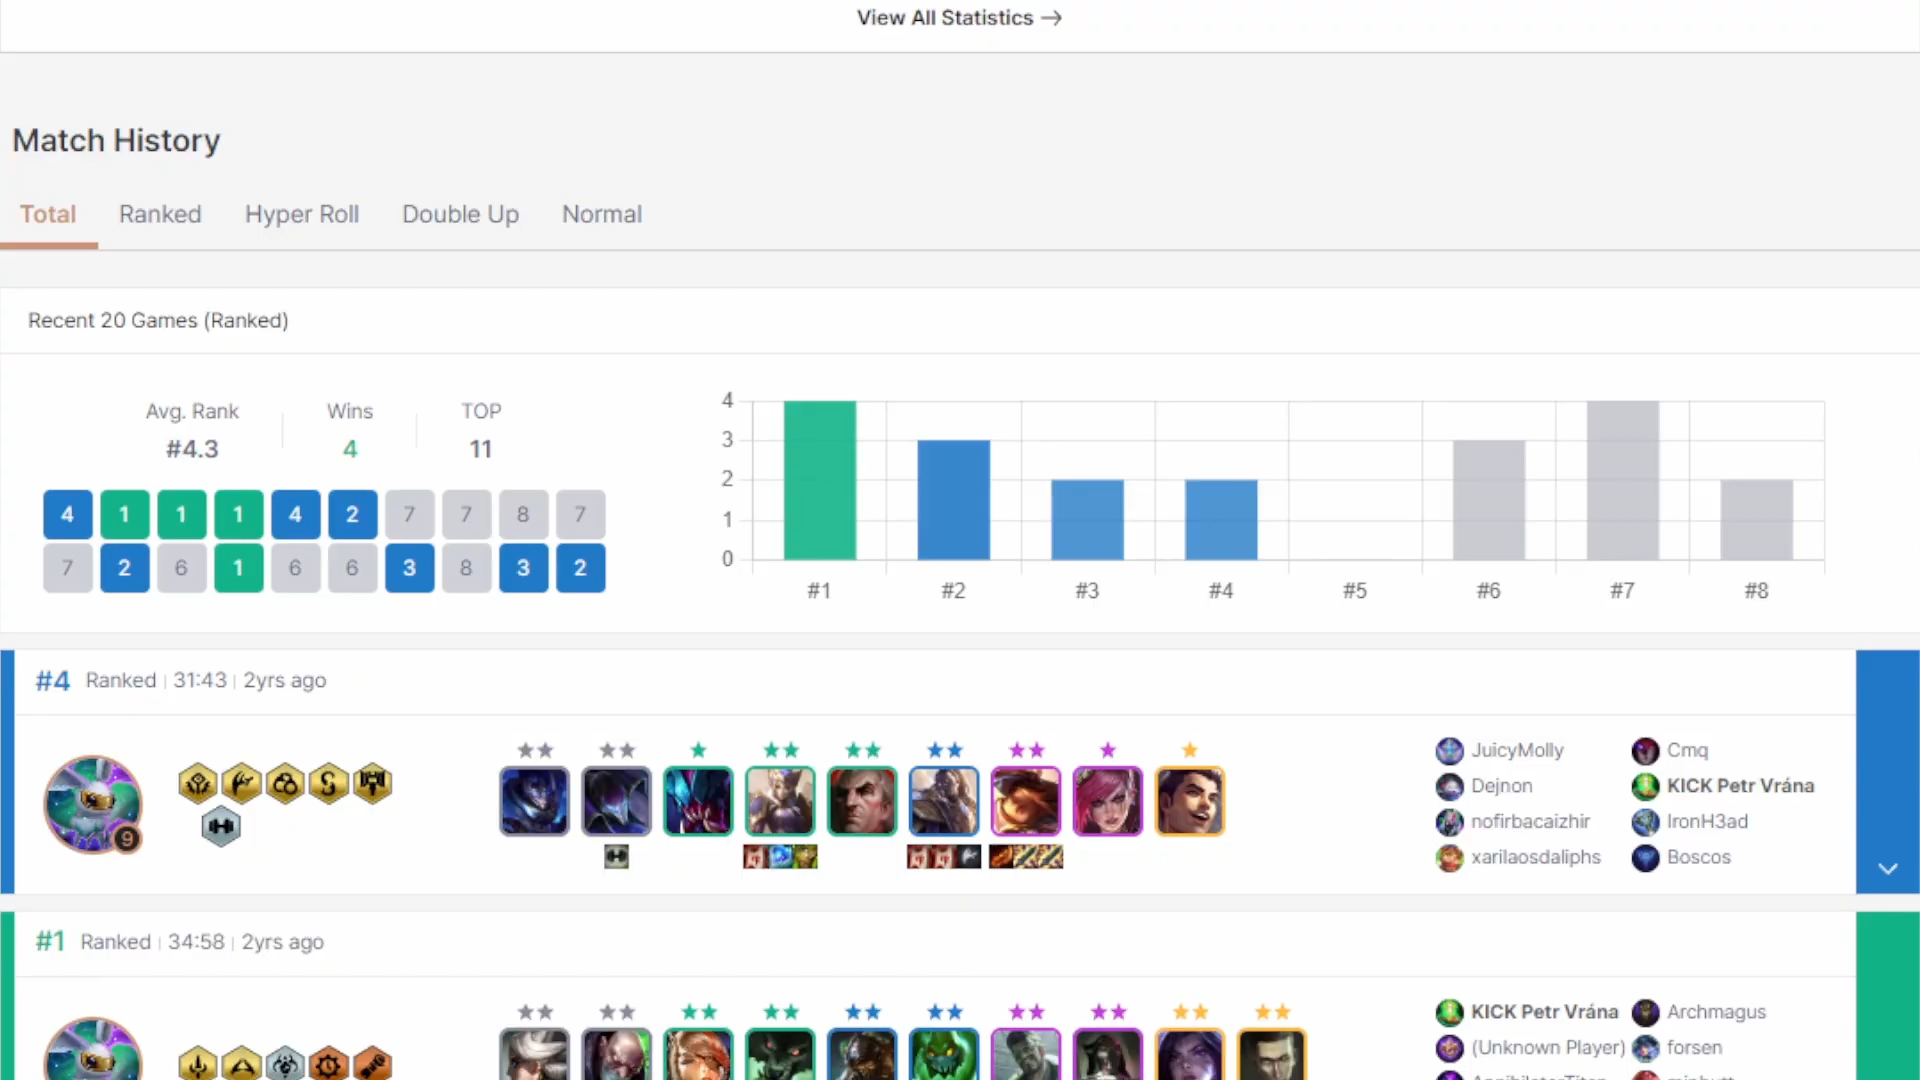 View All Statistics →
Match History
Total Ranked Hyper Roll Double Up Normal
Recent 20 Games (Ranked)
Avg. Rank Wins TOP
#4.3 4 11
4 1 1 1 4 2 7 7 8 7
7 2 6 1 6 6 3 8 3 2
4
3
2
1
0
#1 #2 #3 #4 #5 #6 #7 #8
#4 Ranked | 31:43 | 2yrs ago
9
JuicyMolly Cmq
Dejnon KICK Petr Vrána
nofirbacaizhir IronH3ad
xarilaosdaliphs Boscos
#1 Ranked | 34:58 | 2yrs ago
KICK Petr Vrána Archmagus
(Unknown Player) forsen